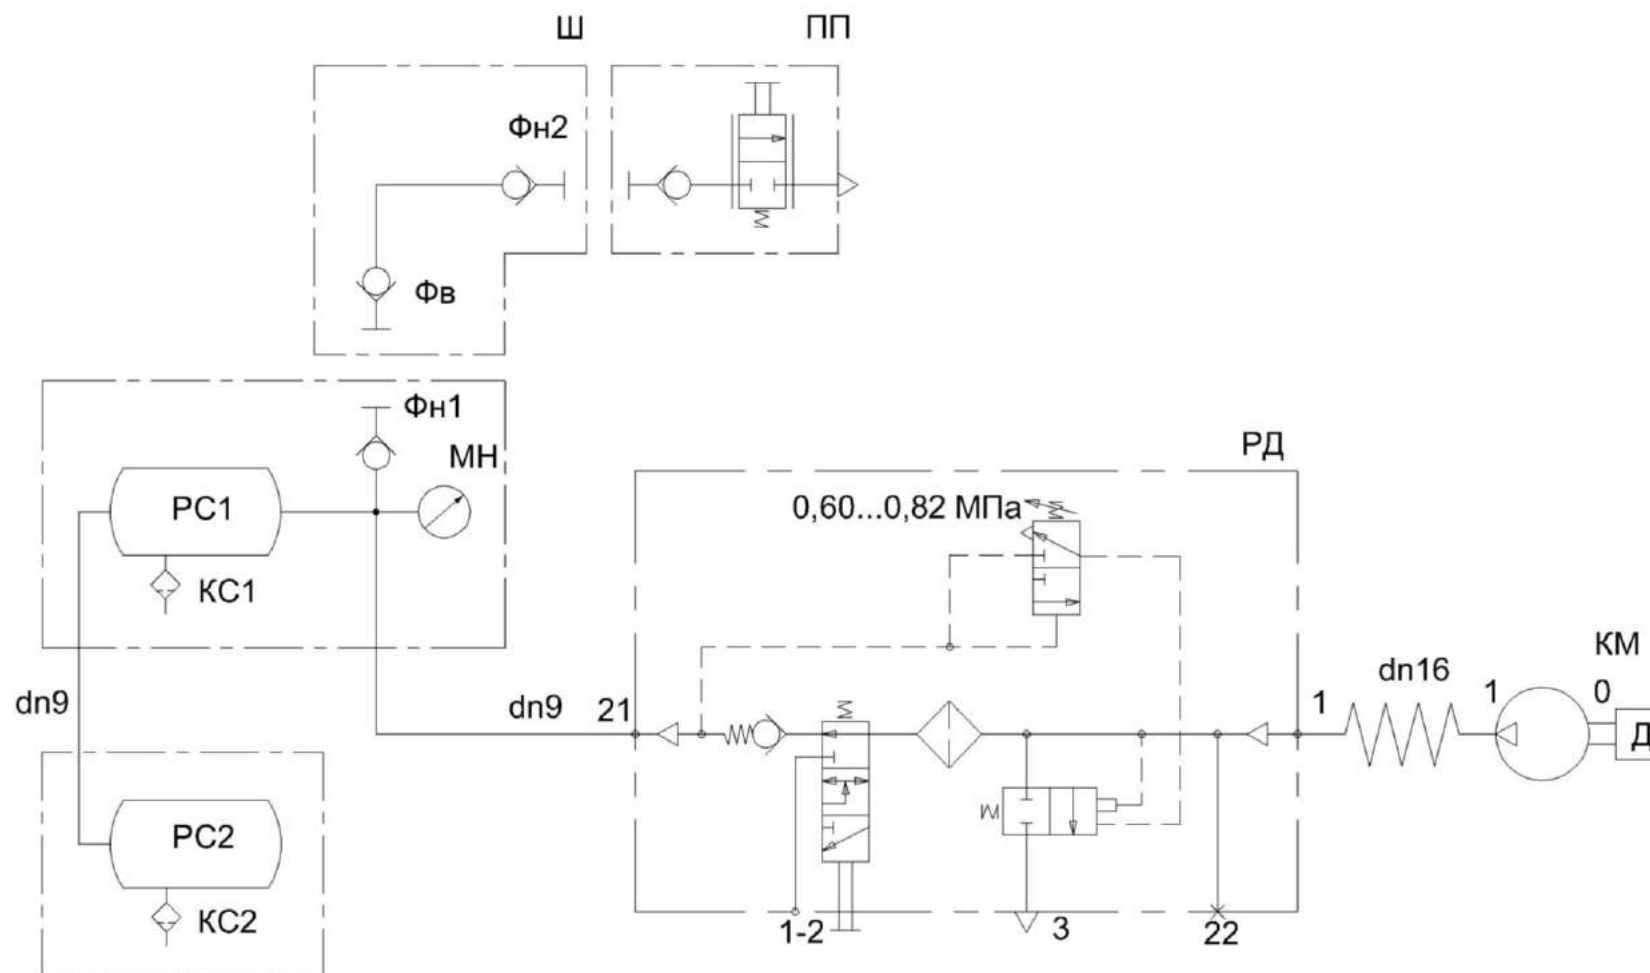 Ш
ПП
Фн2
Фв
Фн1
МН
РС1
КС1
РД
0,60...0,82 МПа
КМ
dn9
dn9
21
1
dn16
1
0
Д
РС2
КС2
1-2
3
22